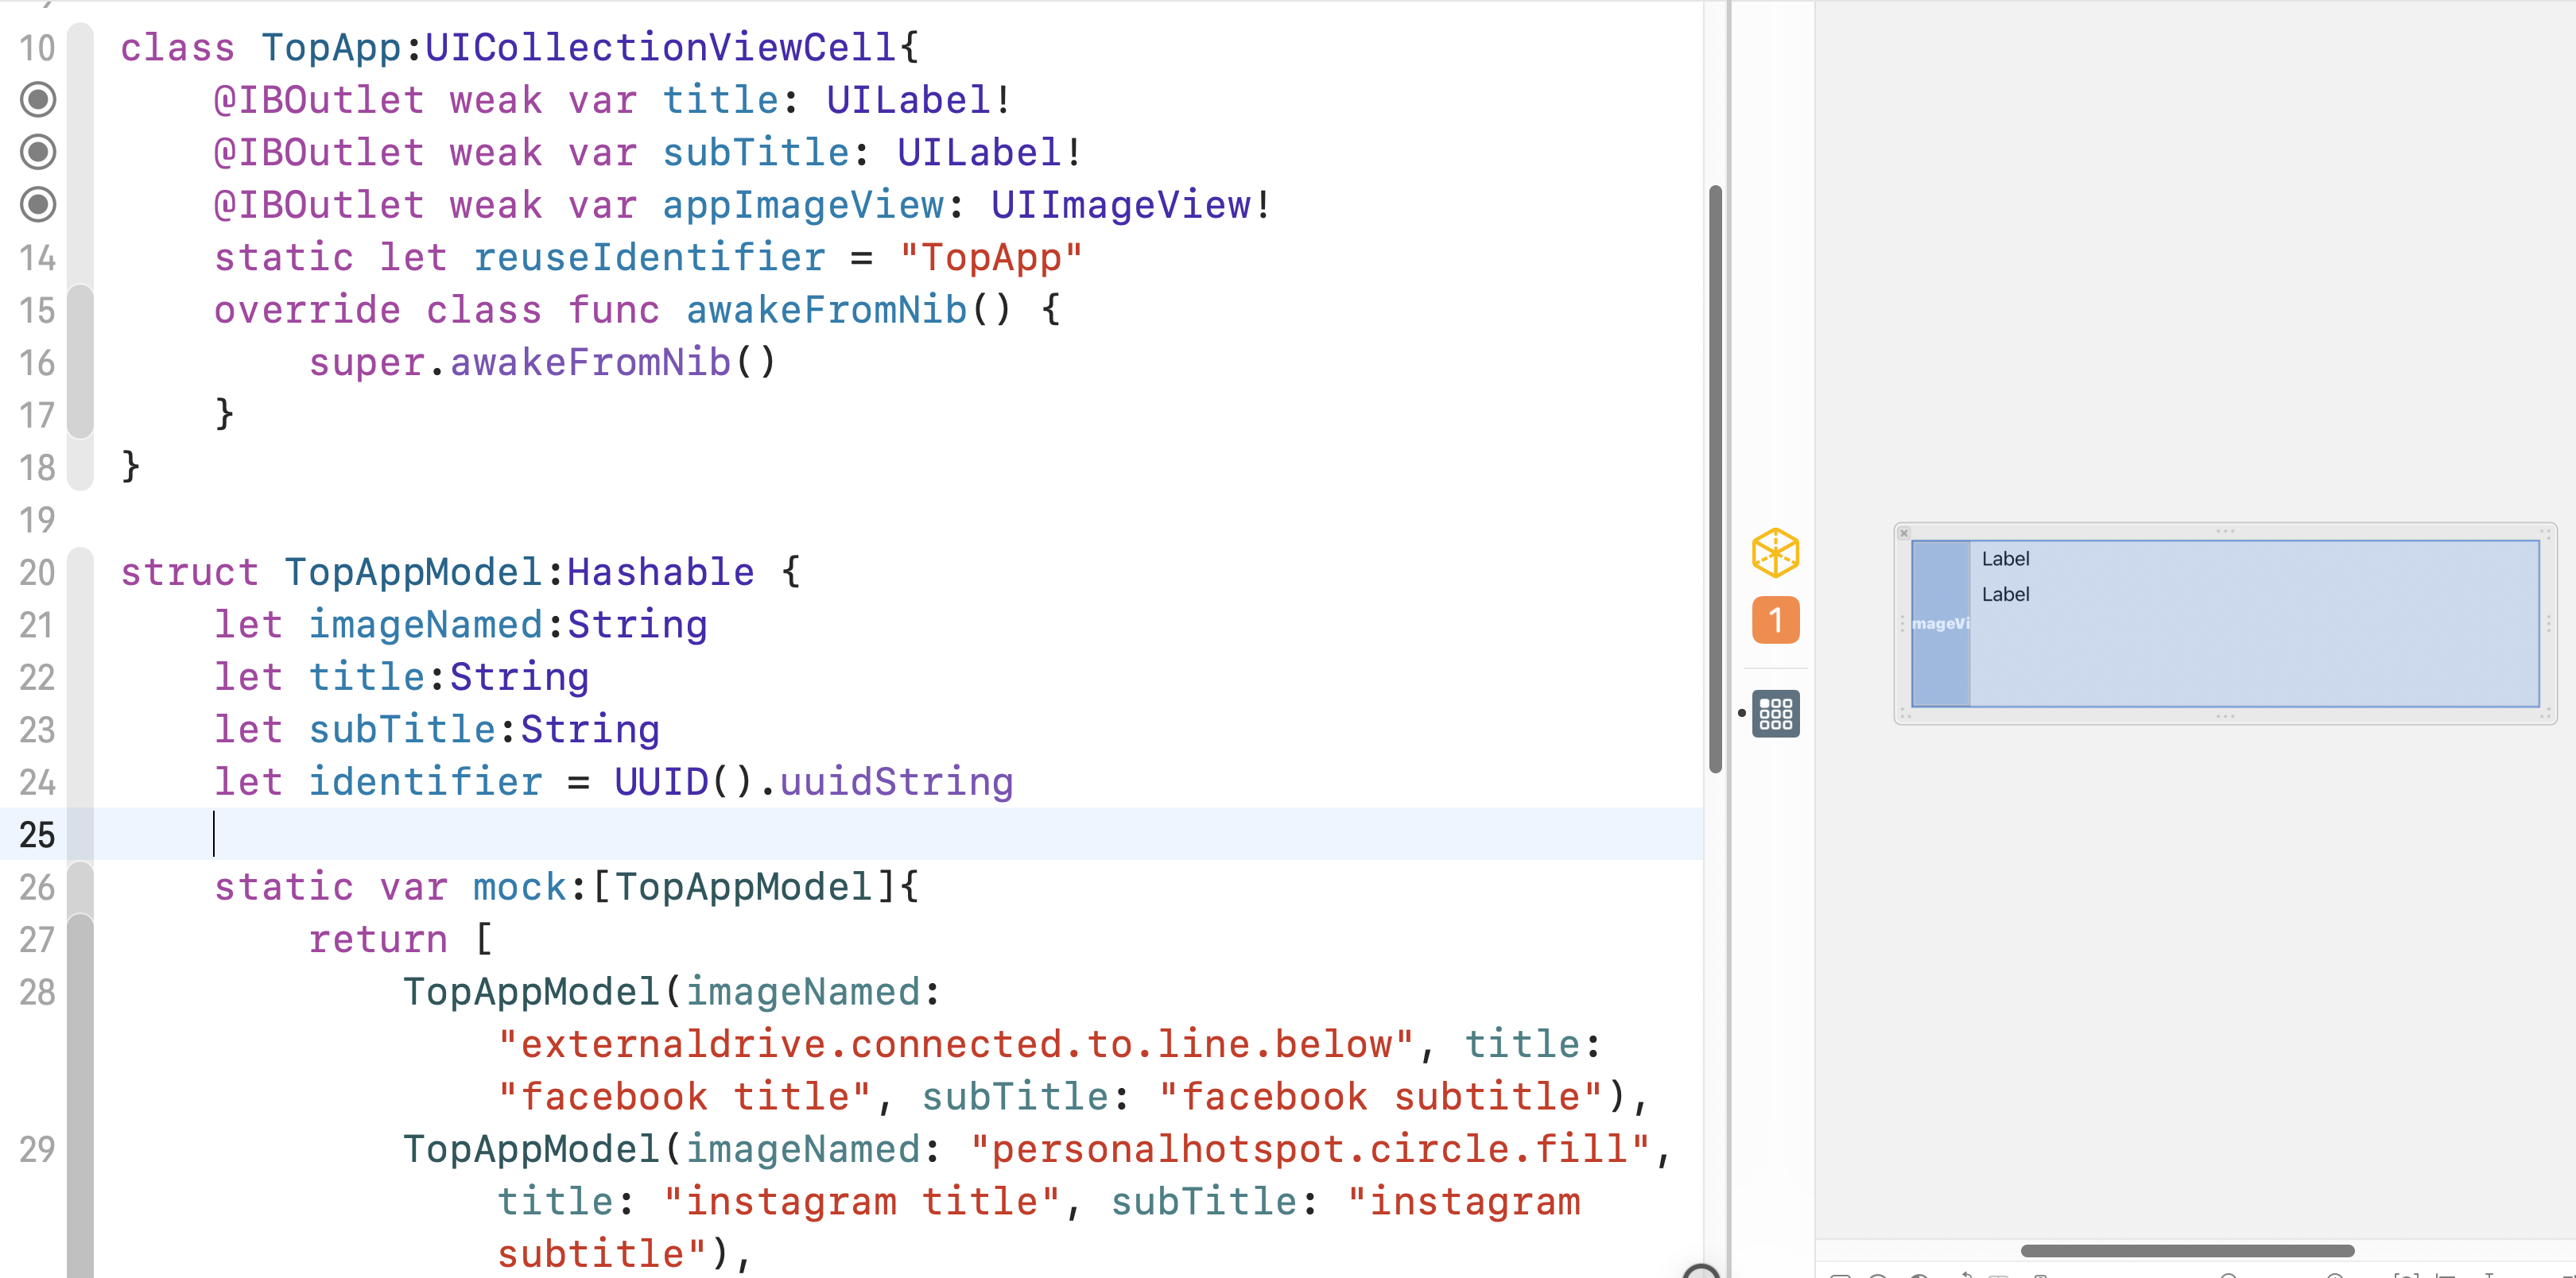 10 class TopApp:UICollectionViewCell{
@IBOutlet weak var title: UILabel!
@IBOutlet weak var subTitle: UILabel!
@IBOutlet weak var appImageView: UIImageView!
14 static let reuseIdentifier = "TopApp"
15 override class func awakeFromNib() {
16 super.awakeFromNib()
17 }
18 }
19
20 struct TopAppModel:Hashable {
21 let imageNamed:String
22 let title:String
23 let subTitle:String
24 let identifier = UUID().uuidString
25
26 static var mock:[TopAppModel]{
27 return [
28 TopAppModel(imageNamed:
"externaldrive.connected.to.line.below", title:
"facebook title", subTitle: "facebook subtitle"),
29 TopAppModel(imageNamed: "personalhotspot.circle.fill",
title: "instagram title", subTitle: "instagram
subtitle"),
1
Label
Label
mageVi